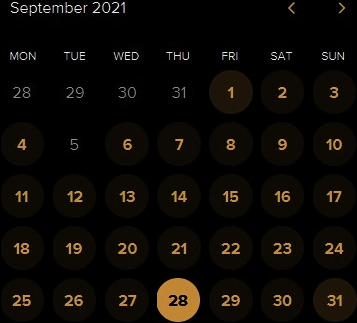 September 2021
MON TUE WED THU FRI SAT SUN
28 29 30 31 1 2 3
4 5 6 7 8 9 10
11 12 13 14 15 16 17
18 19 20 21 22 23 24
25 26 27 28 29 30 31